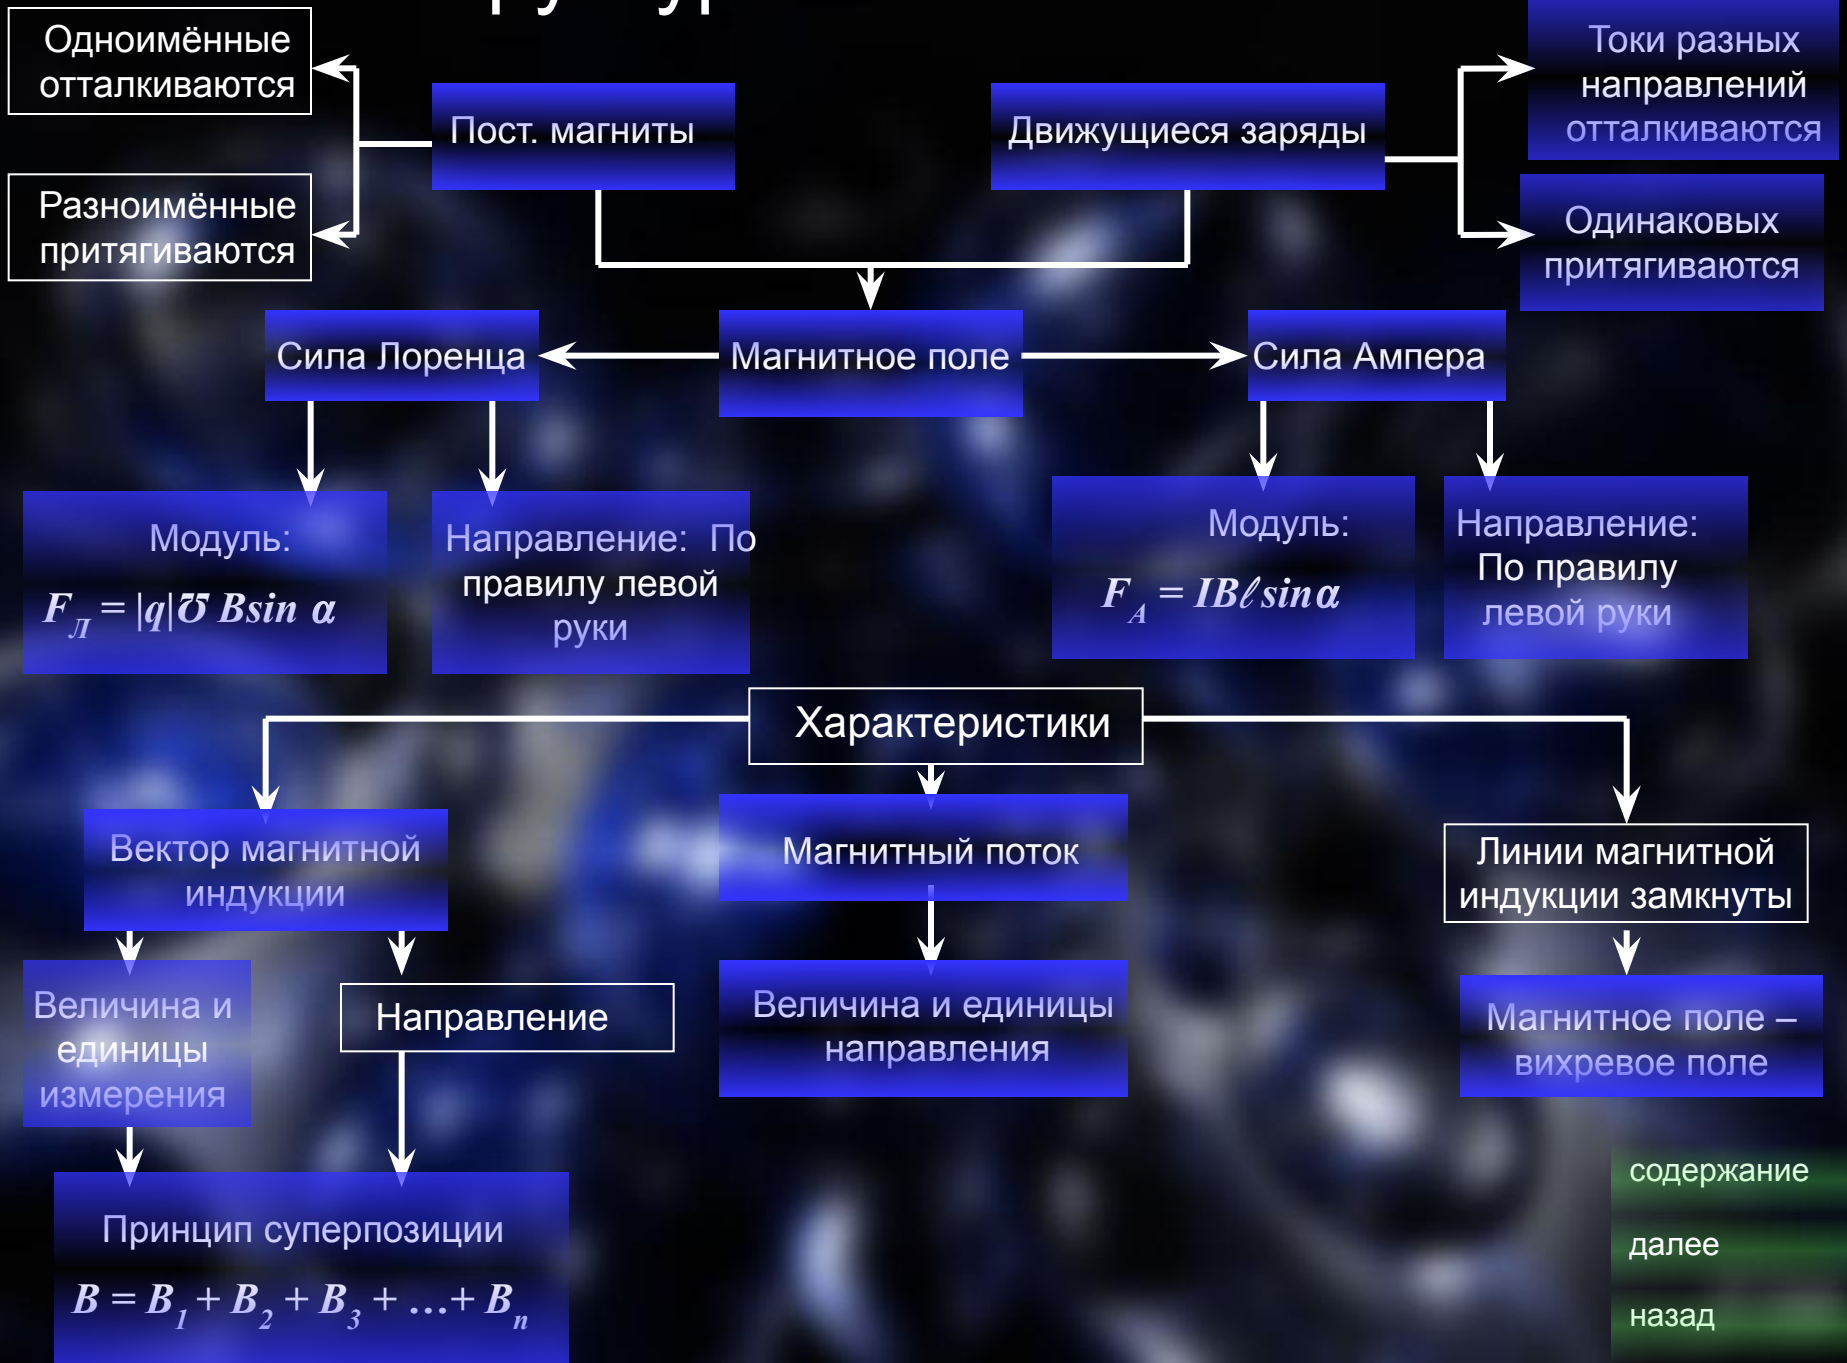 Одноимённые
отталкиваются
Пост. магниты
Движущиеся заряды
Токи разных
направлений
отталкиваются
Разноимённые
притягиваются
Одинаковых
притягиваются
Сила Лоренца
Магнитное поле
Сила Ампера
Модуль:
F_Л = |q|Ʊ Bsin α
Направление: По
правилу левой
руки
Модуль:
F_A = IBℓsinα
Направление:
По правилу
левой руки
Характеристики
Вектор магнитной
индукции
Магнитный поток
Линии магнитной
индукции замкнуты
Величина и
единицы
измерения
Направление
Величина и единицы
направления
Магнитное поле –
вихревое поле
Принцип суперпозиции
B = B_1 + B_2 + B_3 + …+ B_n
содержание
далее
назад